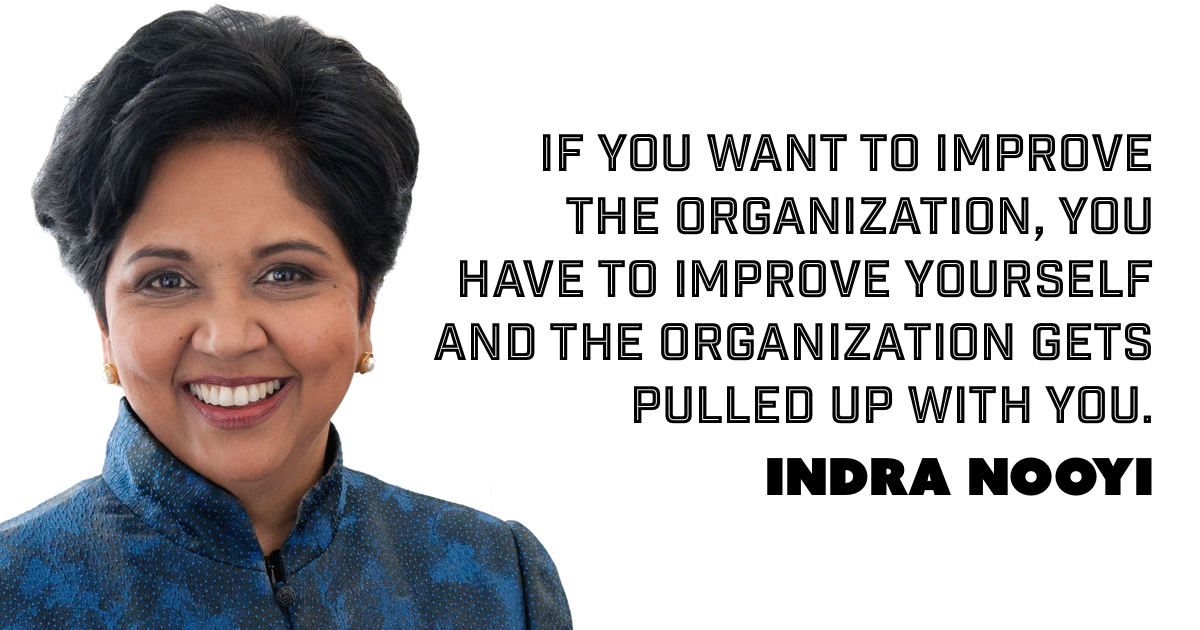 IF YOU WANT TO IMPROVE
THE ORGANIZATION, YOU
HAVE TO IMPROVE YOURSELF
AND THE ORGANIZATION GETS
PULLED UP WITH YOU.
INDRA NOOYI